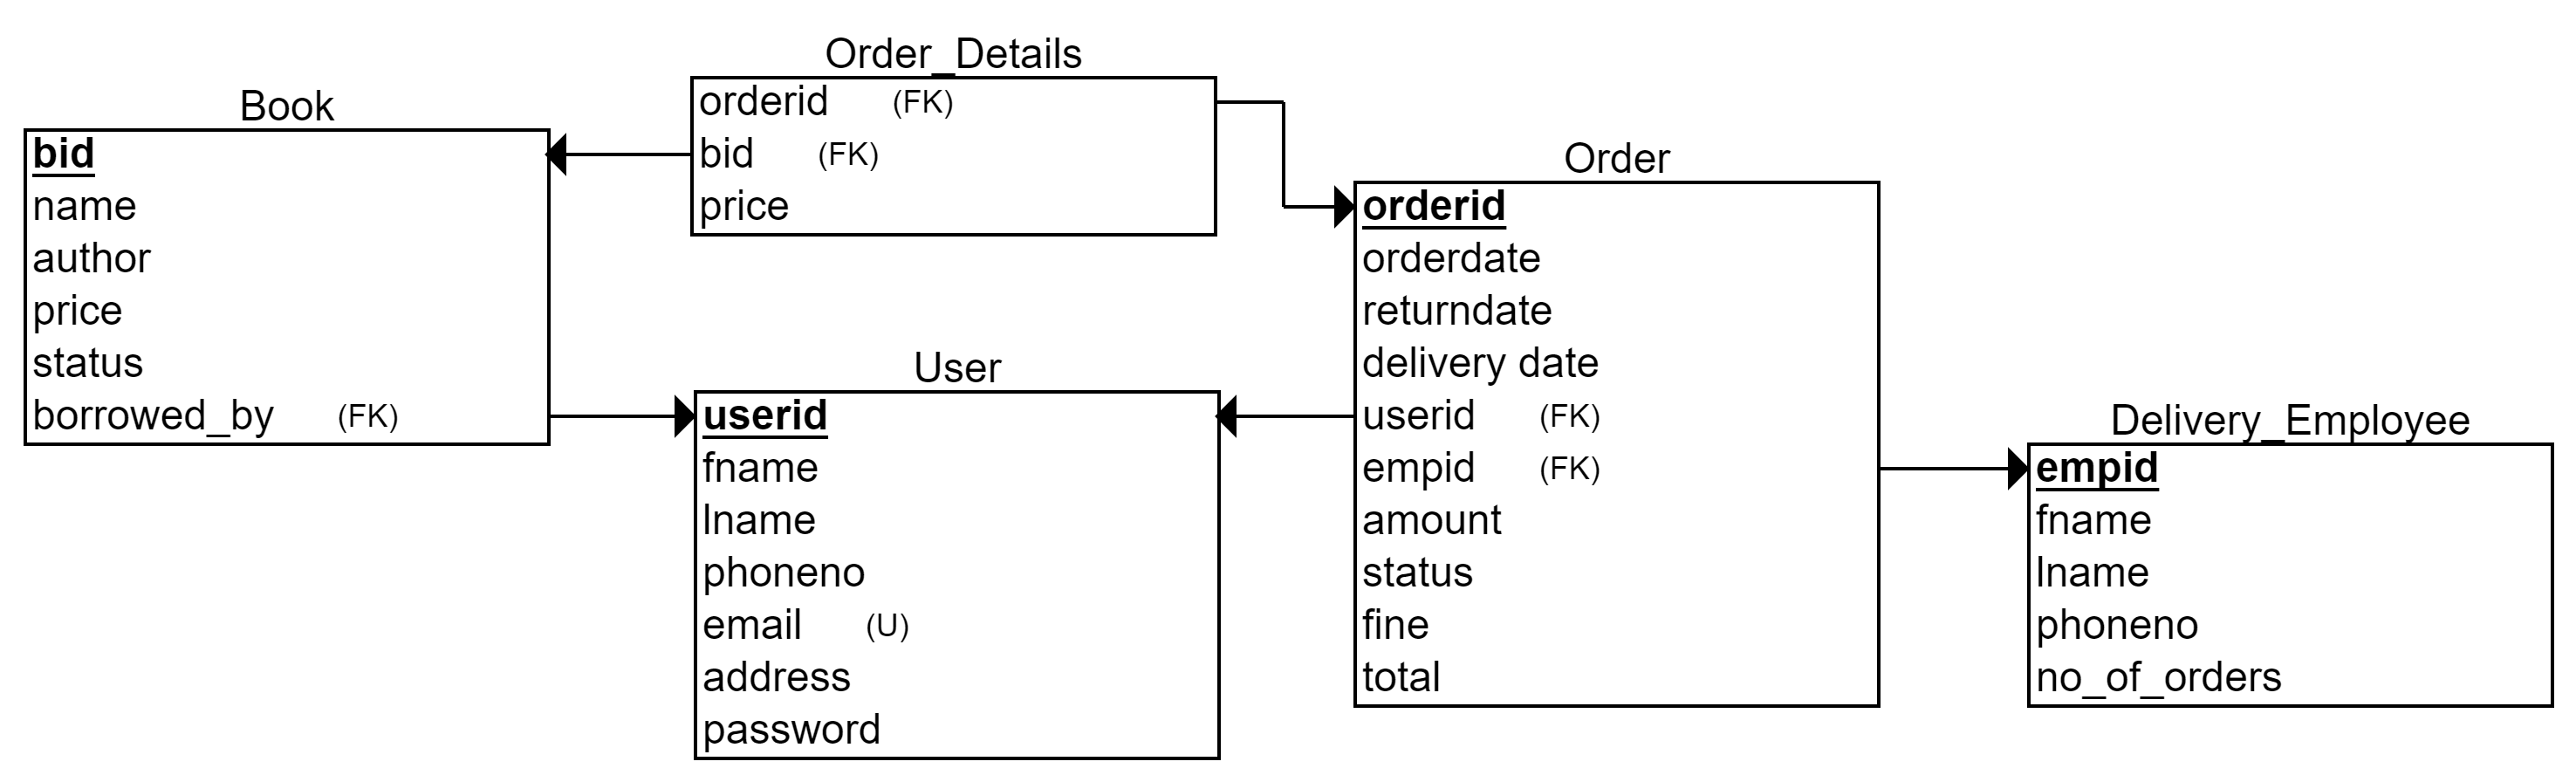 Book
bid
name
author
price
status
borrowed_by (FK)
Order_Details
orderid (FK)
bid (FK)
price
User
userid
fname
lname
phoneno
email (U)
address
password
Order
orderid
orderdate
returndate
delivery date
userid (FK)
empid (FK)
amount
status
fine
total
Delivery_Employee
empid
fname
lname
phoneno
no_of_orders